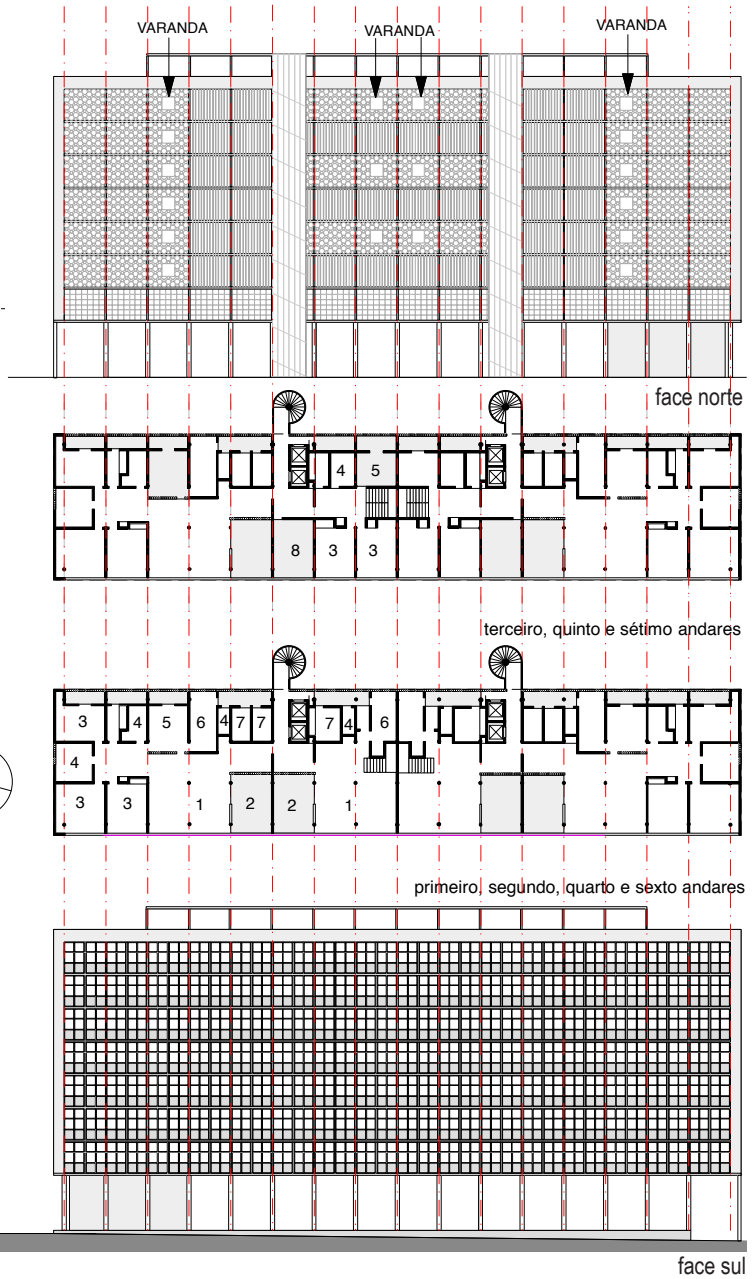 VARANDA VARANDA VARANDA
face norte
4 5
8 3 3
terceiro, quinto e sétimo andares
3 4 5 6 4 7 7 7 4 6
4
3 3 1 2 2 1
primeiro, segundo, quarto e sexto andares
face sul